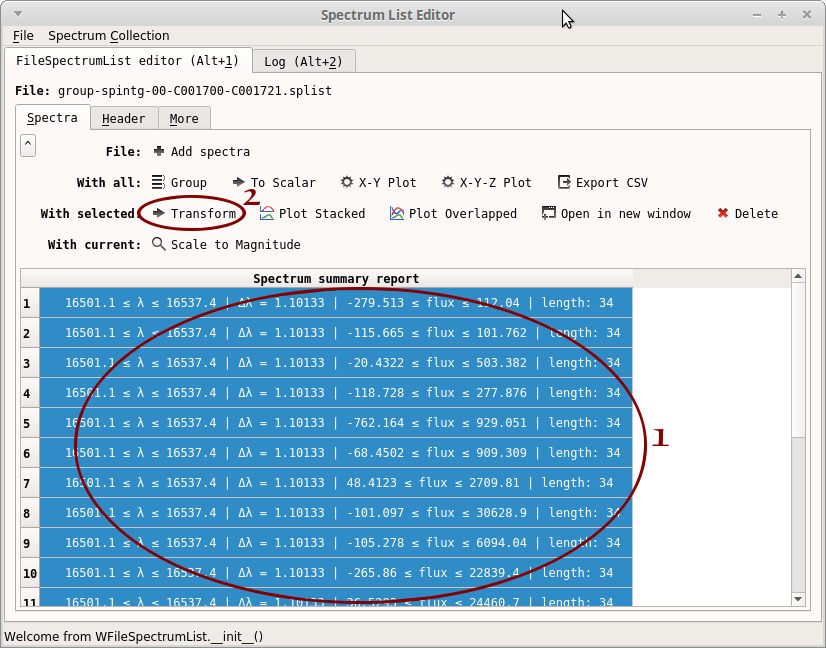 Spectrum List Editor
File Spectrum Collection
FileSpectrumList editor (Alt+1) Log (Alt+2)
File: group-spintg-00-C001700-C001721.splist
Spectra Header More
^ File: Add spectra
With all: Group To Scalar X-Y Plot X-Y-Z Plot Export CSV
2
With selected: Transform Plot Stacked Plot Overlapped Open in new window Delete
With current: Scale to Magnitude
Spectrum summary report
1 16501.1 ≤ λ ≤ 16537.4 | Δλ = 1.10133 | -279.513 ≤ flux ≤ 112.04 | length: 34
2 16501.1 ≤ λ ≤ 16537.4 | Δλ = 1.10133 | -115.665 ≤ flux ≤ 101.762 | length: 34
3 16501.1 ≤ λ ≤ 16537.4 | Δλ = 1.10133 | -20.4322 ≤ flux ≤ 503.382 | length: 34
4 16501.1 ≤ λ ≤ 16537.4 | Δλ = 1.10133 | -118.728 ≤ flux ≤ 277.876 | length: 34
5 16501.1 ≤ λ ≤ 16537.4 | Δλ = 1.10133 | -762.164 ≤ flux ≤ 929.051 | length: 34
1
6 16501.1 ≤ λ ≤ 16537.4 | Δλ = 1.10133 | -68.4502 ≤ flux ≤ 909.309 | length: 34
7 16501.1 ≤ λ ≤ 16537.4 | Δλ = 1.10133 | 48.4123 ≤ flux ≤ 2709.81 | length: 34
8 16501.1 ≤ λ ≤ 16537.4 | Δλ = 1.10133 | -101.097 ≤ flux ≤ 30628.9 | length: 34
9 16501.1 ≤ λ ≤ 16537.4 | Δλ = 1.10133 | -105.278 ≤ flux ≤ 6094.04 | length: 34
10 16501.1 ≤ λ ≤ 16537.4 | Δλ = 1.10133 | -265.86 ≤ flux ≤ 22839.4 | length: 34
11 16501.1 ≤ λ ≤ 16537.4 | Δλ = 1.10133 | ≤ flux ≤ 24460.7 | length: 34
Welcome from WFileSpectrumList.__init__()